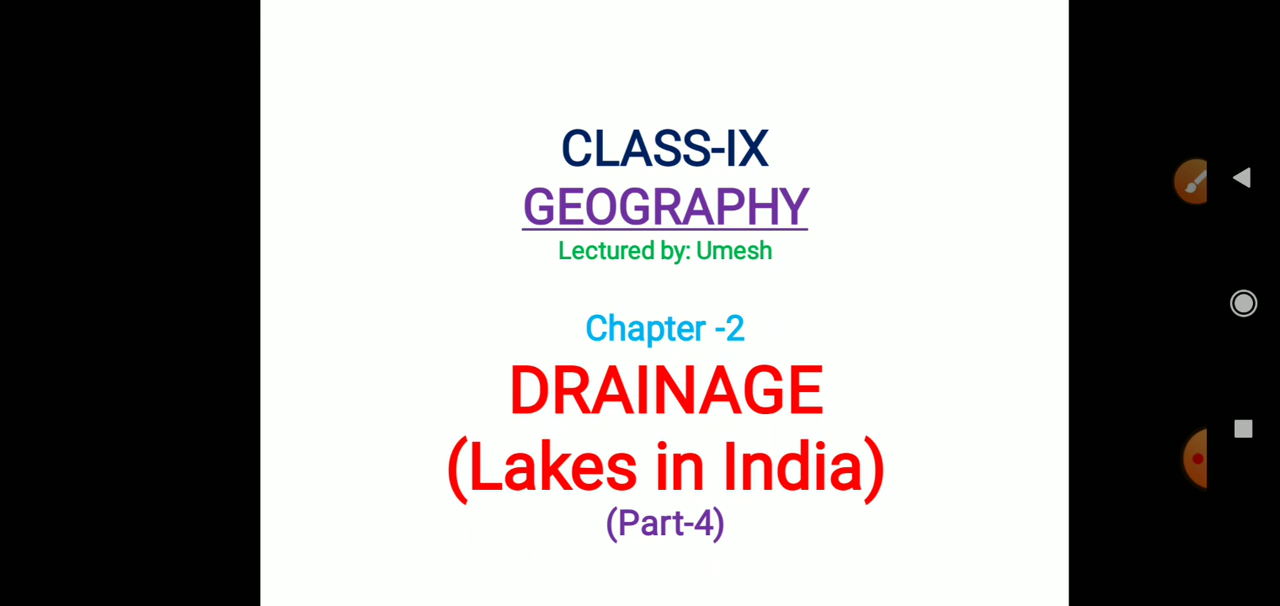 CLASS-IX
GEOGRAPHY
Lectured by: Umesh
Chapter -2
DRAINAGE
(Lakes in India)
(Part-4)